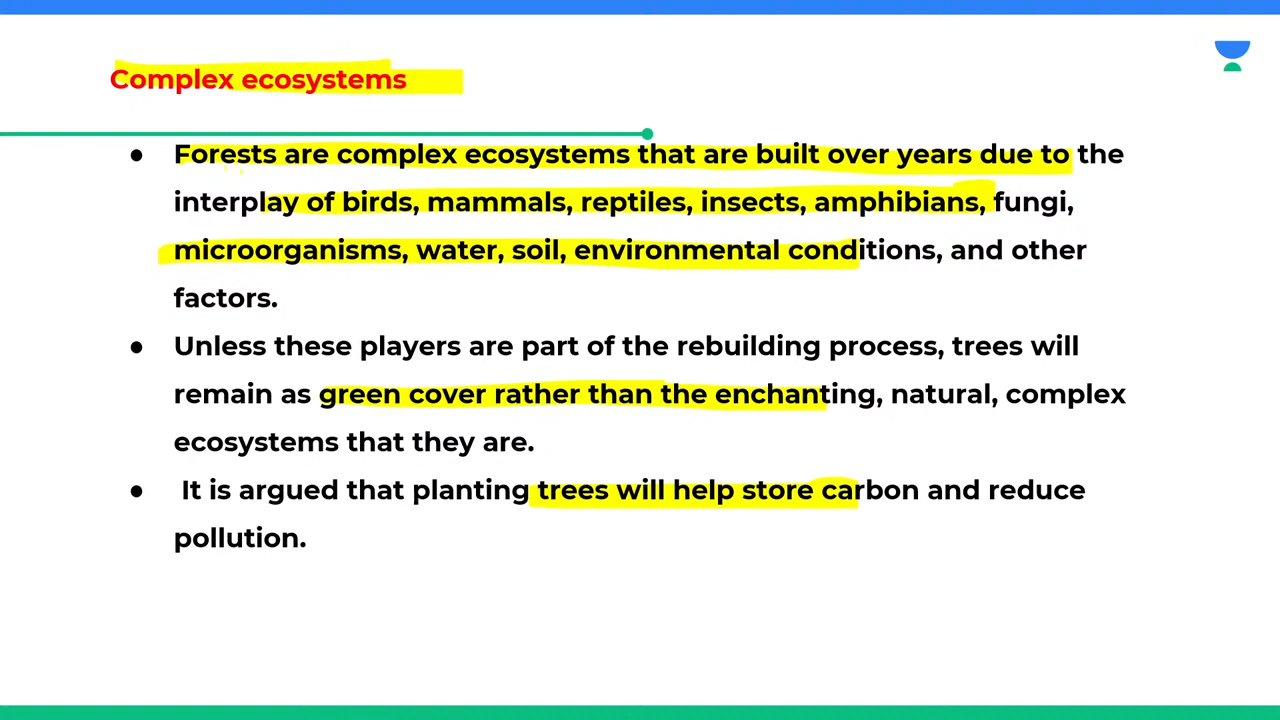 Complex ecosystems
● Forests are complex ecosystems that are built over years due to the
interplay of birds, mammals, reptiles, insects, amphibians, fungi,
microorganisms, water, soil, environmental conditions, and other
factors.
● Unless these players are part of the rebuilding process, trees will
remain as green cover rather than the enchanting, natural, complex
ecosystems that they are.
● It is argued that planting trees will help store carbon and reduce
pollution.